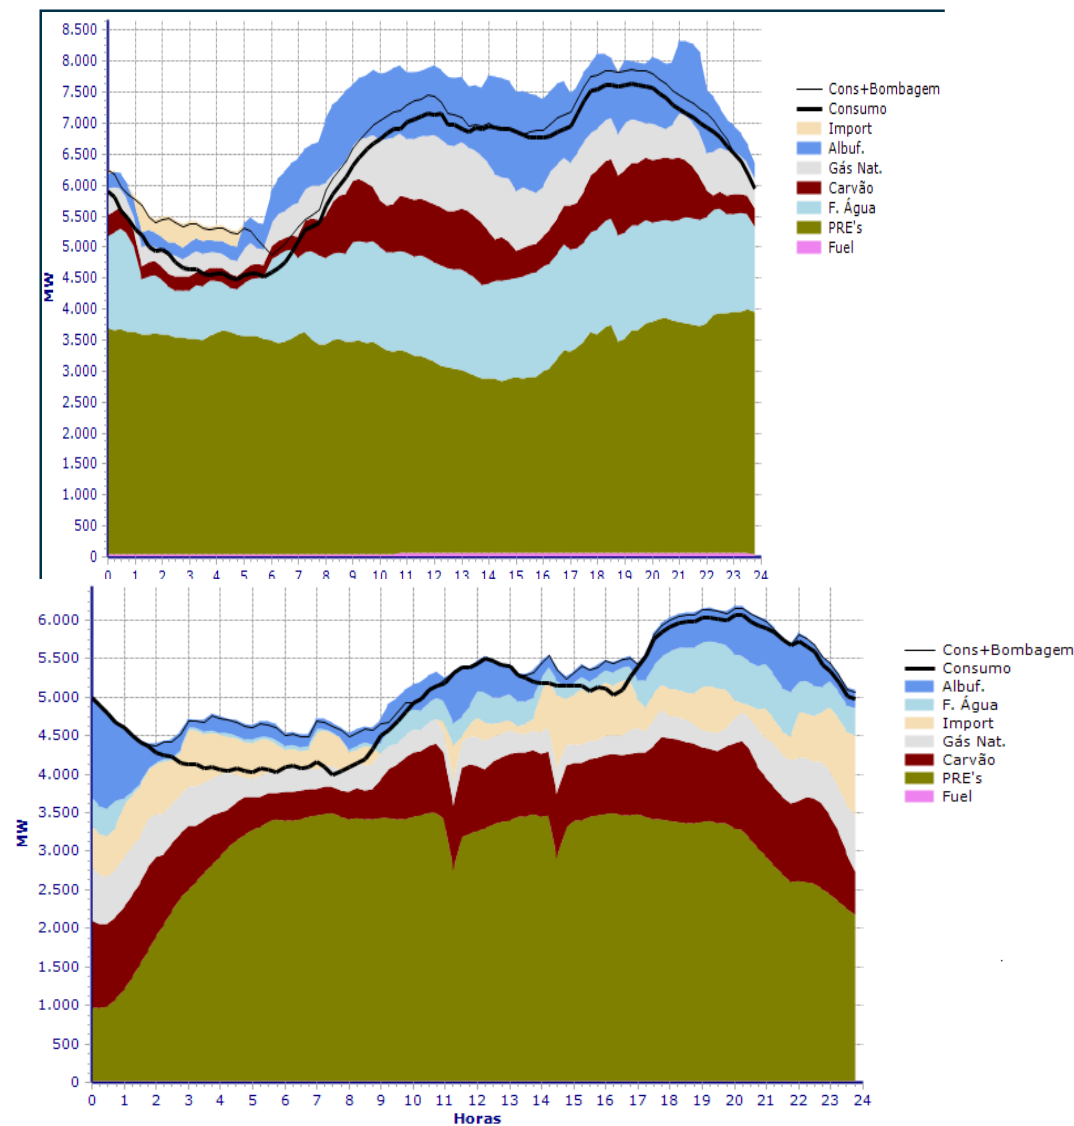 8.500
8.000
7.500
7.000
6.500
6.000
5.500
5.000
4.500
4.000
3.500
3.000
2.500
2.000
1.500
1.000
500
0
MW
0 1 2 3 4 5 6 7 8 9 10 11 12 13 14 15 16 17 18 19 20 21 22 23 24
Cons+Bombagem
Consumo
Import
Albuf.
Gás Nat.
Carvão
F. Água
PRE's
Fuel
6.000
5.500
5.000
4.500
4.000
3.500
3.000
2.500
2.000
1.500
1.000
500
0
MW
0 1 2 3 4 5 6 7 8 9 10 11 12 13 14 15 16 17 18 19 20 21 22 23 24
Horas
Cons+Bombagem
Consumo
Albuf.
F. Água
Import
Gás Nat.
Carvão
PRE's
Fuel